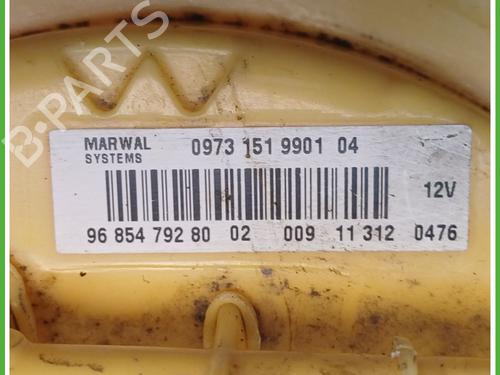 B-PARTS
MARWAL 0973 151 9901 04
SYSTEMS
12V
96 854 792 80 02 009 11 312 0476